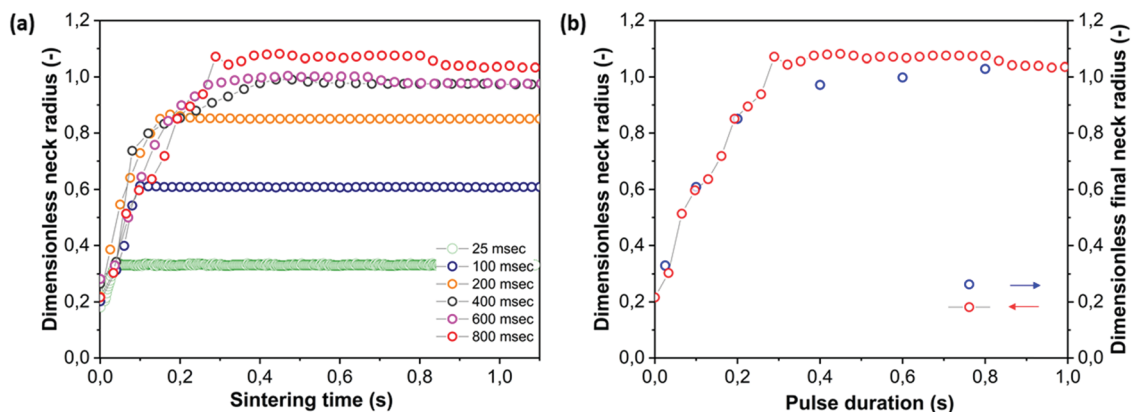 (a)
Dimensionless neck radius (-)
1,2
1,0
0,8
0,6
0,4
0,2
0,0
25 msec
100 msec
200 msec
400 msec
600 msec
800 msec
0,0 0,2 0,4 0,6 0,8 1,0
Sintering time (s)
(b)
Dimensionless neck radius (-)
1,2
1,0
0,8
0,6
0,4
0,2
0,0
0,0 0,2 0,4 0,6 0,8 1,0
Pulse duration (s)
1,2
1,0
0,8
0,6
0,4
0,2
0,0
Dimensionless final neck radius (-)